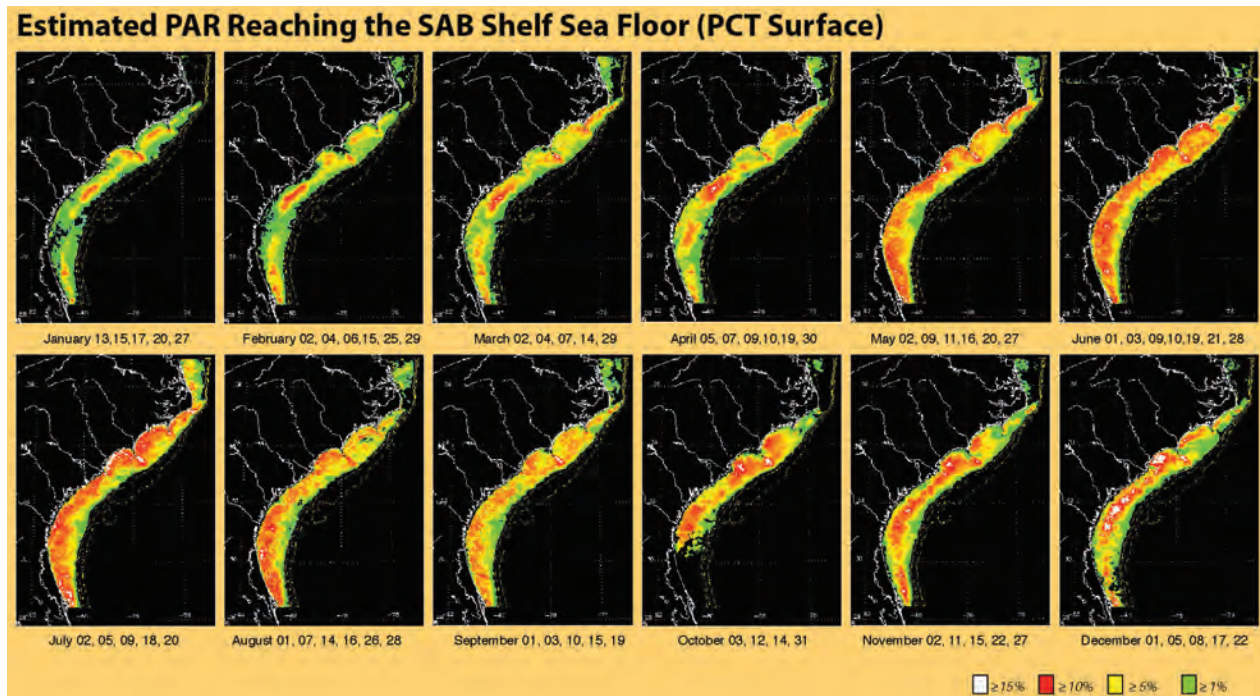 Estimated PAR Reaching the SAB Shelf Sea Floor (PCT Surface)
January 13,15,17, 20, 27
February 02, 04, 06,15, 25, 29
March 02, 04, 07, 14, 29
April 05, 07, 09,10,19, 30
May 02, 09, 11,16, 20, 27
June 01, 03, 09,10,19, 21, 28
July 02, 05, 09, 18, 20
August 01, 07, 14, 16, 26, 28
September 01, 03, 10, 15, 19
October 03, 12, 14, 31
November 02, 11, 15, 22, 27
December 01, 05, 08, 17, 22
≥15% ≥10% ≥5% ≥1%